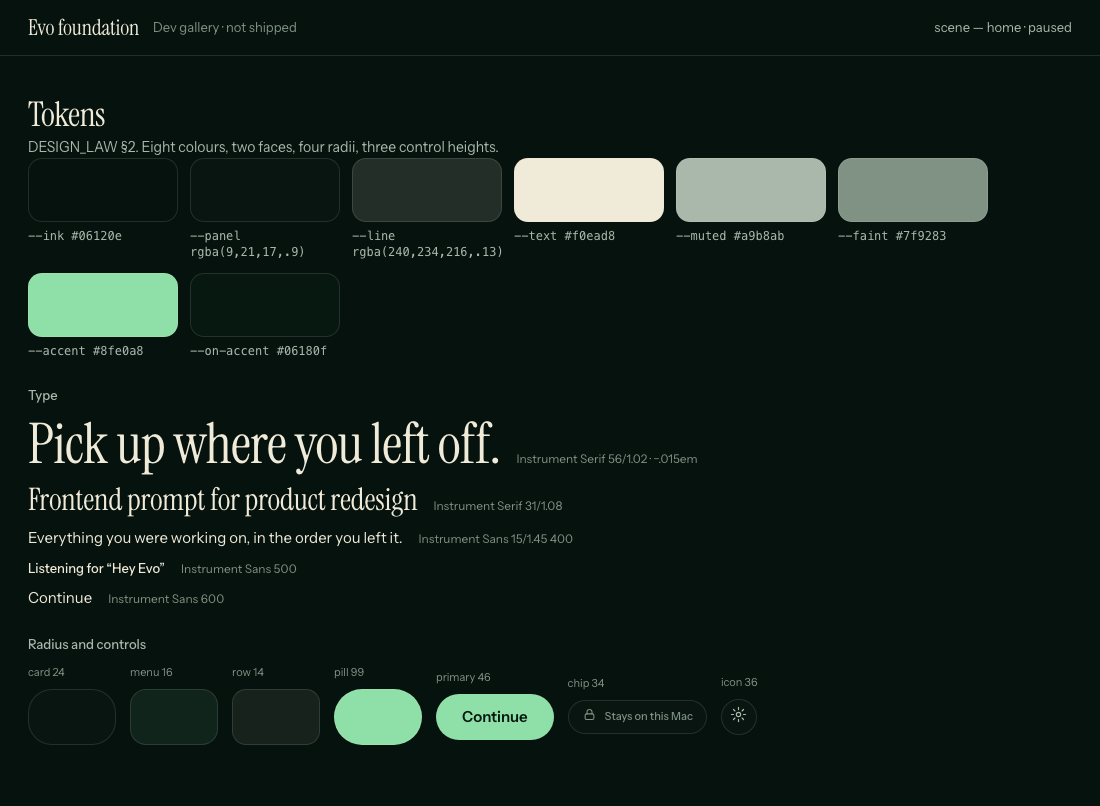 Evo foundation Dev gallery · not shipped scene — home · paused
Tokens
DESIGN_LAW §2. Eight colours, two faces, four radii, three control heights.
--ink #06120e --panel --line --text #f0ead8 --muted #a9b8ab --faint #7f9283
rgba(9,21,17,.9) rgba(240,234,216,.13)
--accent #8fe0a8 --on-accent #06180f
Type
Pick up where you left off. Instrument Serif 56/1.02 · -.015em
Frontend prompt for product redesign Instrument Serif 31/1.08
Everything you were working on, in the order you left it. Instrument Sans 15/1.45 400
Listening for “Hey Evo” Instrument Sans 500
Continue Instrument Sans 600
Radius and controls
card 24 menu 16 row 14 pill 99 primary 46 chip 34 icon 36
Continue Stays on this Mac